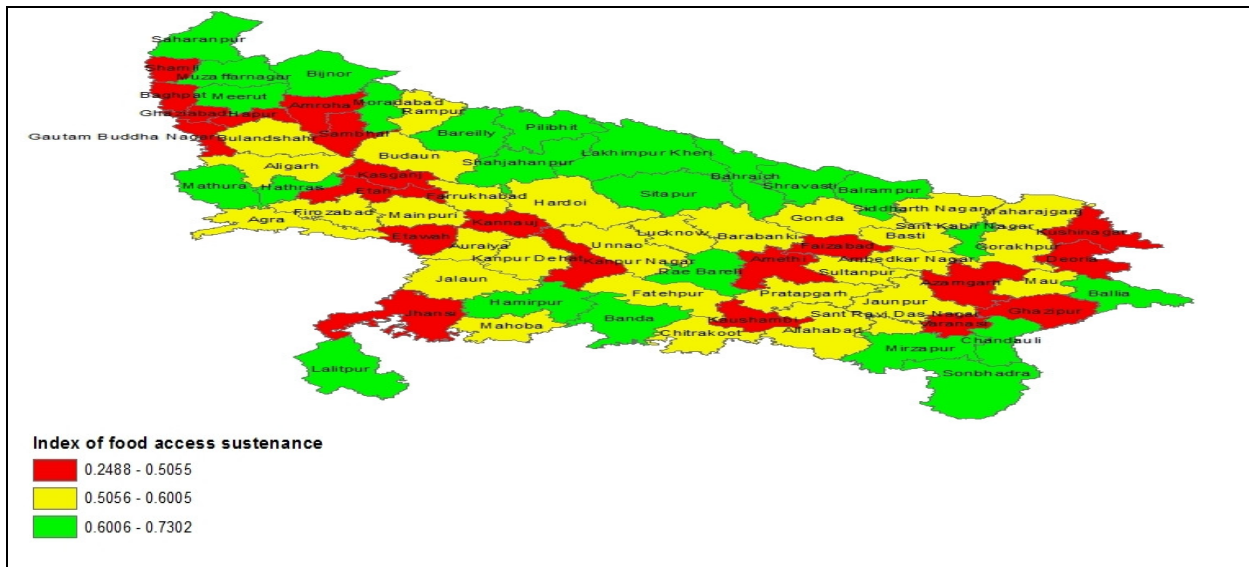 Saharanpur
Shamli
Muzaffarnagar
Bijnor
Baghpat
Meerut
Amroha
Moradabad
Rampur
Ghaziabad
Hapur
Gautam Buddha Nagar
Bulandshahr
Sambhal
Bareilly
Pilibhit
Budaun
Shahjahanpur
Lakhimpur Kheri
Aligarh
Kasganj
Bahraich
Shravasti
Balrampur
Mathura
Hathras
Etah
Farrukhabad
Hardoi
Sitapur
Siddharth Nagar
Maharajganj
Agra
Firozabad
Mainpuri
Kannauj
Gonda
Sant Kabir Nagar
Kushinagar
Etawah
Auraiya
Unnao
Lucknow
Barabanki
Faizabad
Basti
Gorakhpur
Kanpur Dehat
Kanpur Nagar
Rae Bareli
Amethi
Ambedkar Nagar
Deoria
Jalaun
Sultanpur
Azamgarh
Mau
Ballia
Hamirpur
Fatehpur
Pratapgarh
Jaunpur
Jhansi
Mahoba
Banda
Kaushambi
Sant Ravi Das Nagar
Ghazipur
Chitrakoot
Allahabad
Varanasi
Chandauli
Mirzapur
Lalitpur
Sonbhadra
Index of food access sustenance
0.2488 - 0.5055
0.5056 - 0.6005
0.6006 - 0.7302